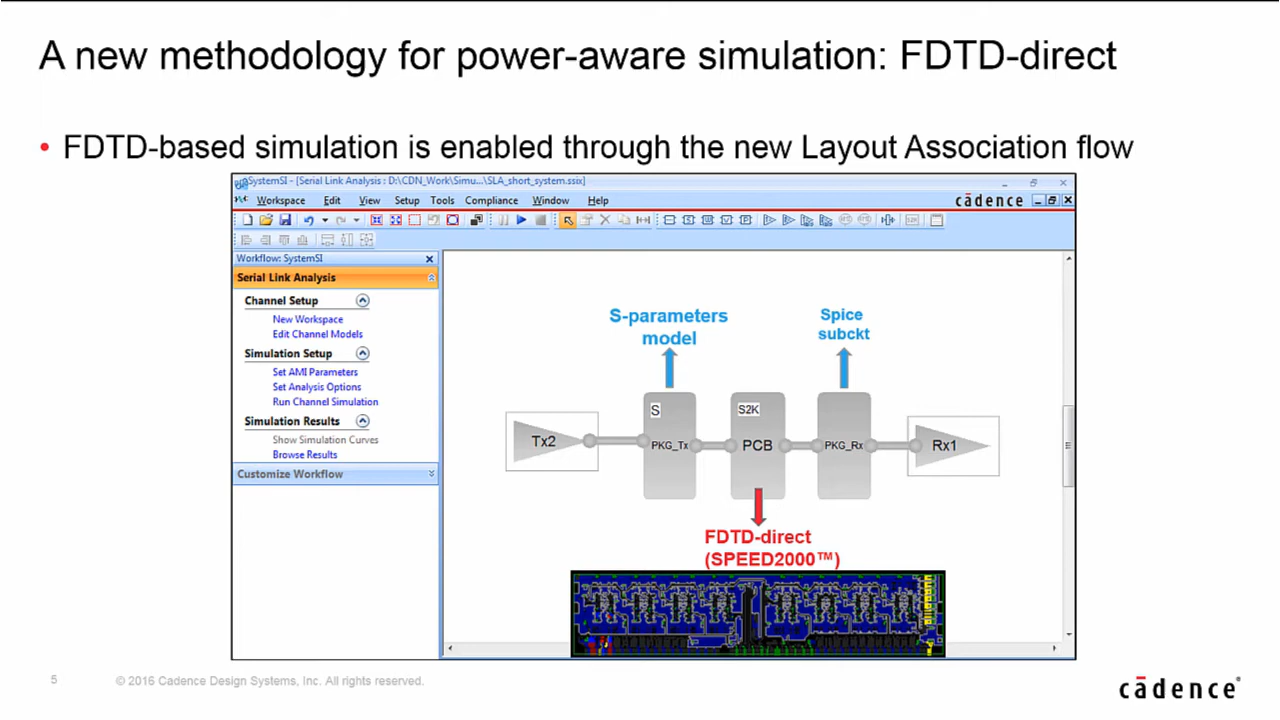 A new methodology for power-aware simulation: FDTD-direct
• FDTD-based simulation is enabled through the new Layout Association flow
SystemSI - [Serial Link Analysis : D:\CDN_Work\Simu...\SLA_short_system.ssix]
Workspace Edit View Setup Tools Compliance Window Help
cādence
Workflow: SystemSI
Serial Link Analysis
Channel Setup
New Workspace
Edit Channel Models
Simulation Setup
Set AMI Parameters
Set Analysis Options
Run Channel Simulation
Simulation Results
Show Simulation Curves
Browse Results
Customize Workflow
S-parameters
model
Spice
subckt
S
S2K
Tx2
PKG_Tx
PCB
PKG_Rx
Rx1
FDTD-direct
(SPEED2000™)
5
© 2016 Cadence Design Systems, Inc. All rights reserved.
cādence®